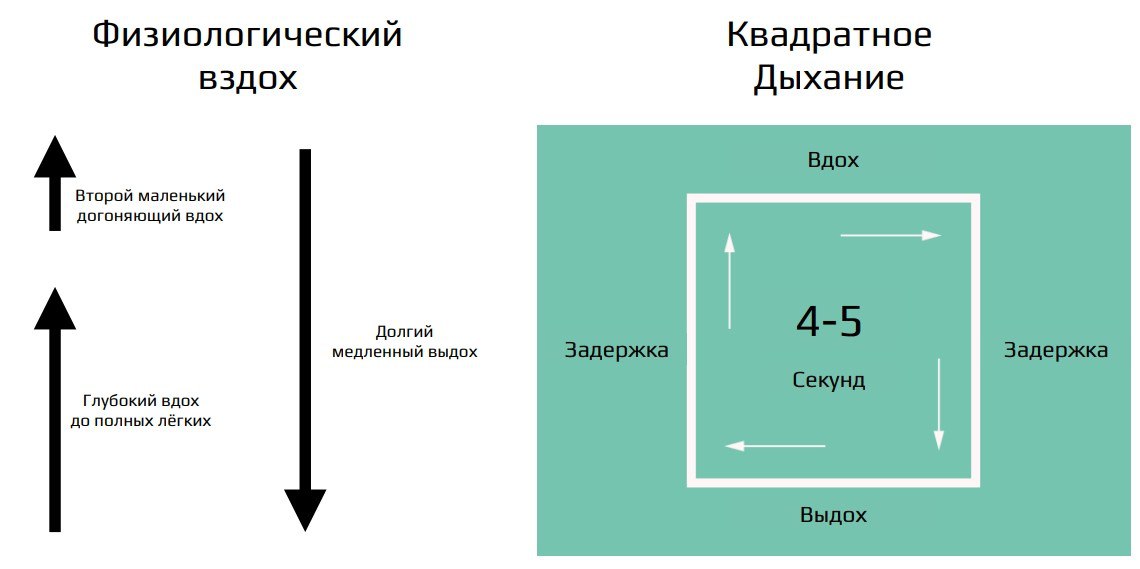 Физиологический
вздох
Второй маленький
догоняющий вдох
Глубокий вдох
до полных лёгких
Долгий
медленный выдох
Квадратное
Дыхание
Вдох
Задержка
4-5
Секунд
Задержка
Выдох